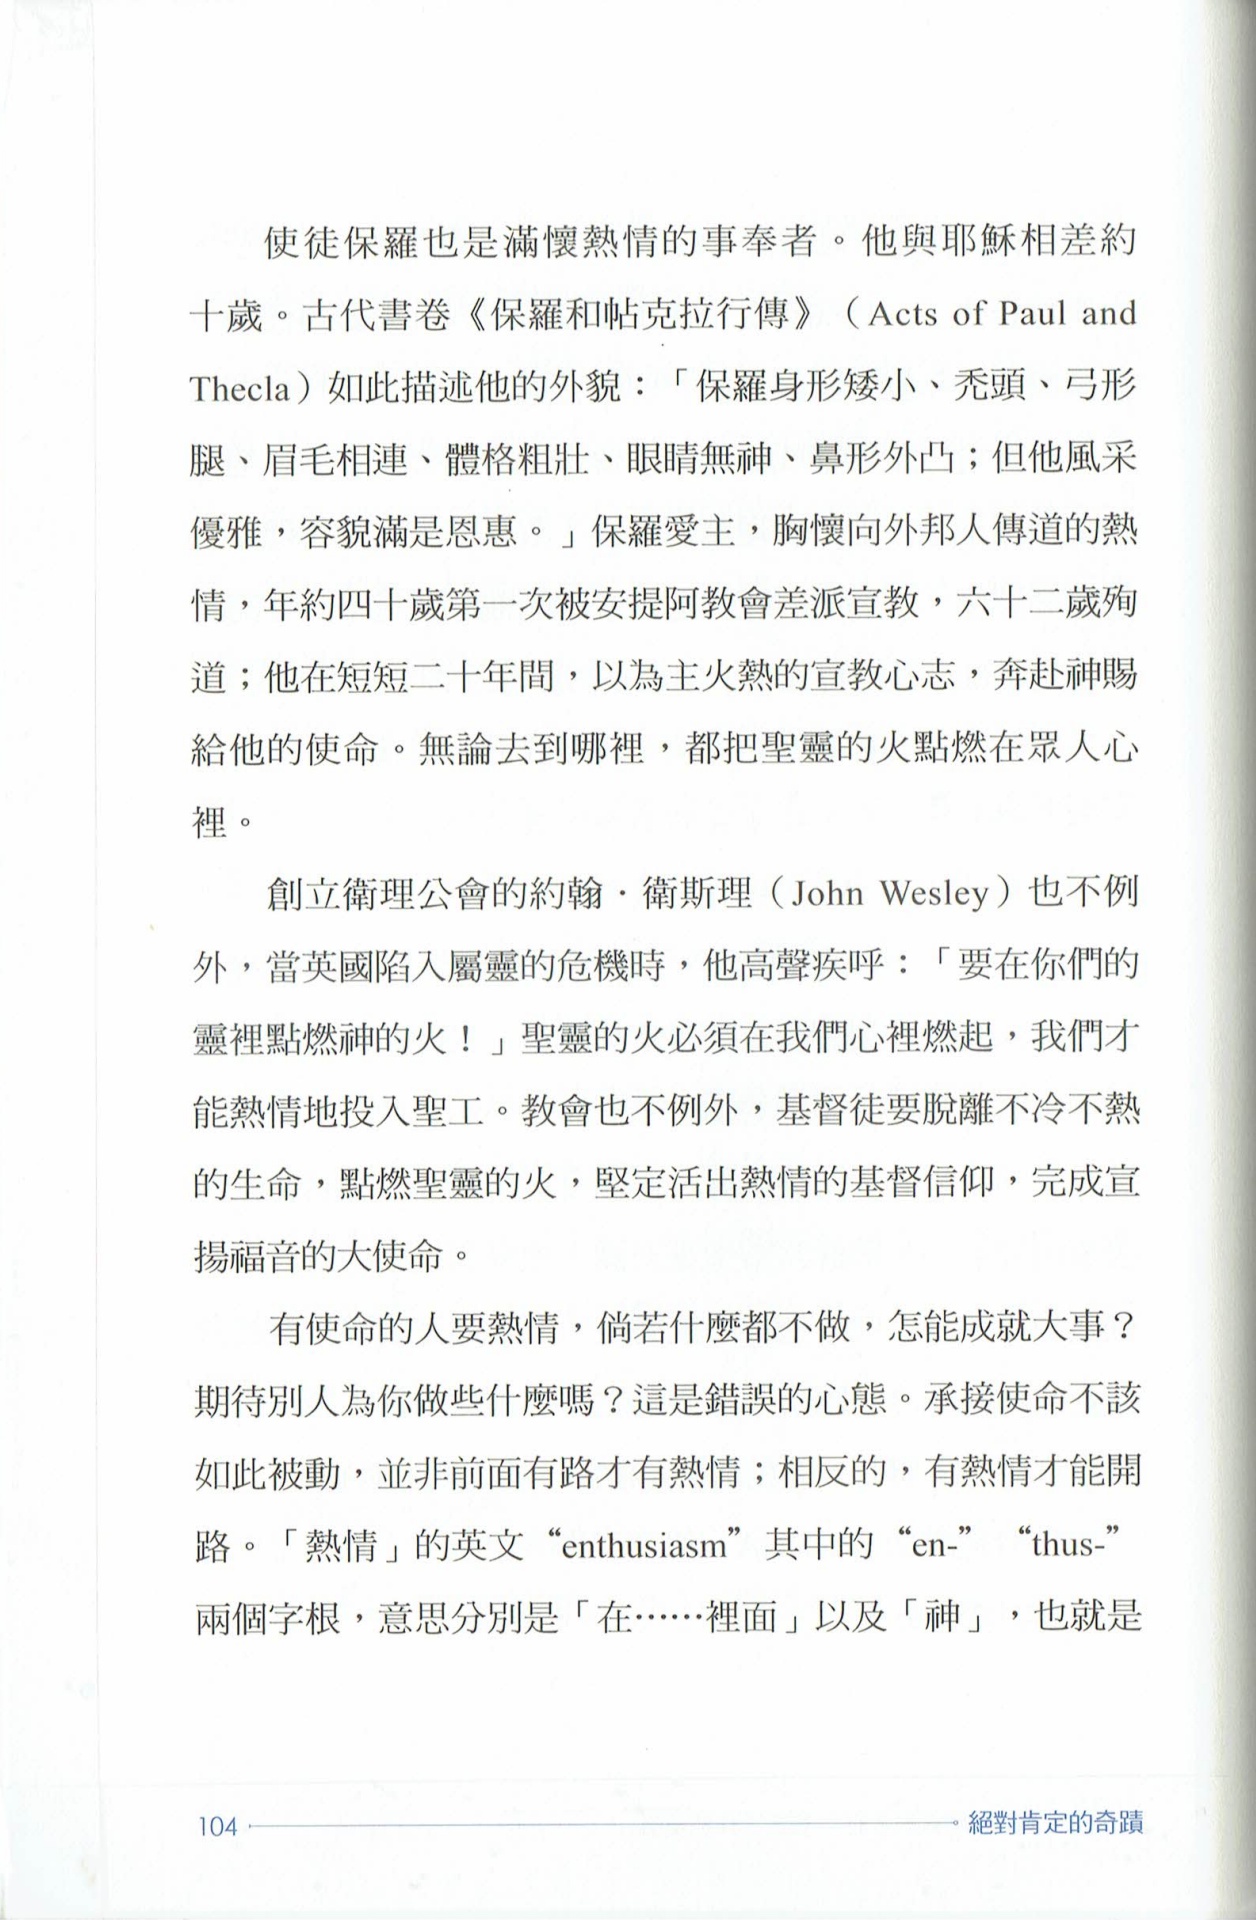 使徒保羅也是滿懷熱情的事奉者。他與耶穌相差約
十歲。古代書卷《保羅和帖克拉行傳》（Acts of Paul and
Thecla）如此描述他的外貌：「保羅身形矮小、禿頭、弓形
腿、眉毛相連、體格粗壯、眼睛無神、鼻形外凸；但他風采
優雅，容貌滿是恩惠。」保羅愛主，胸懷向外邦人傳道的熱
情，年約四十歲第一次被安提阿教會差派宣教，六十二歲殉
道；他在短短二十年間，以為主火熱的宣教心志，奔赴神賜
給他的使命。無論去到哪裡，都把聖靈的火點燃在眾人心
裡。
創立衛理公會的約翰．衛斯理（John Wesley）也不例
外，當英國陷入屬靈的危機時，他高聲疾呼：「要在你們的
靈裡點燃神的火！」聖靈的火必須在我們心裡燃起，我們才
能熱情地投入聖工。教會也不例外，基督徒要脫離不冷不熱
的生命，點燃聖靈的火，堅定活出熱情的基督信仰，完成宣
揚福音的大使命。
有使命的人要熱情，倘若什麼都不做，怎能成就大事？
期待別人為你做些什麼嗎？這是錯誤的心態。承接使命不該
如此被動，並非前面有路才有熱情；相反的，有熱情才能開
路。「熱情」的英文“enthusiasm”其中的“en-”“thus-”
兩個字根，意思分別是「在……裡面」以及「神」，也就是
104 絕對肯定的奇蹟